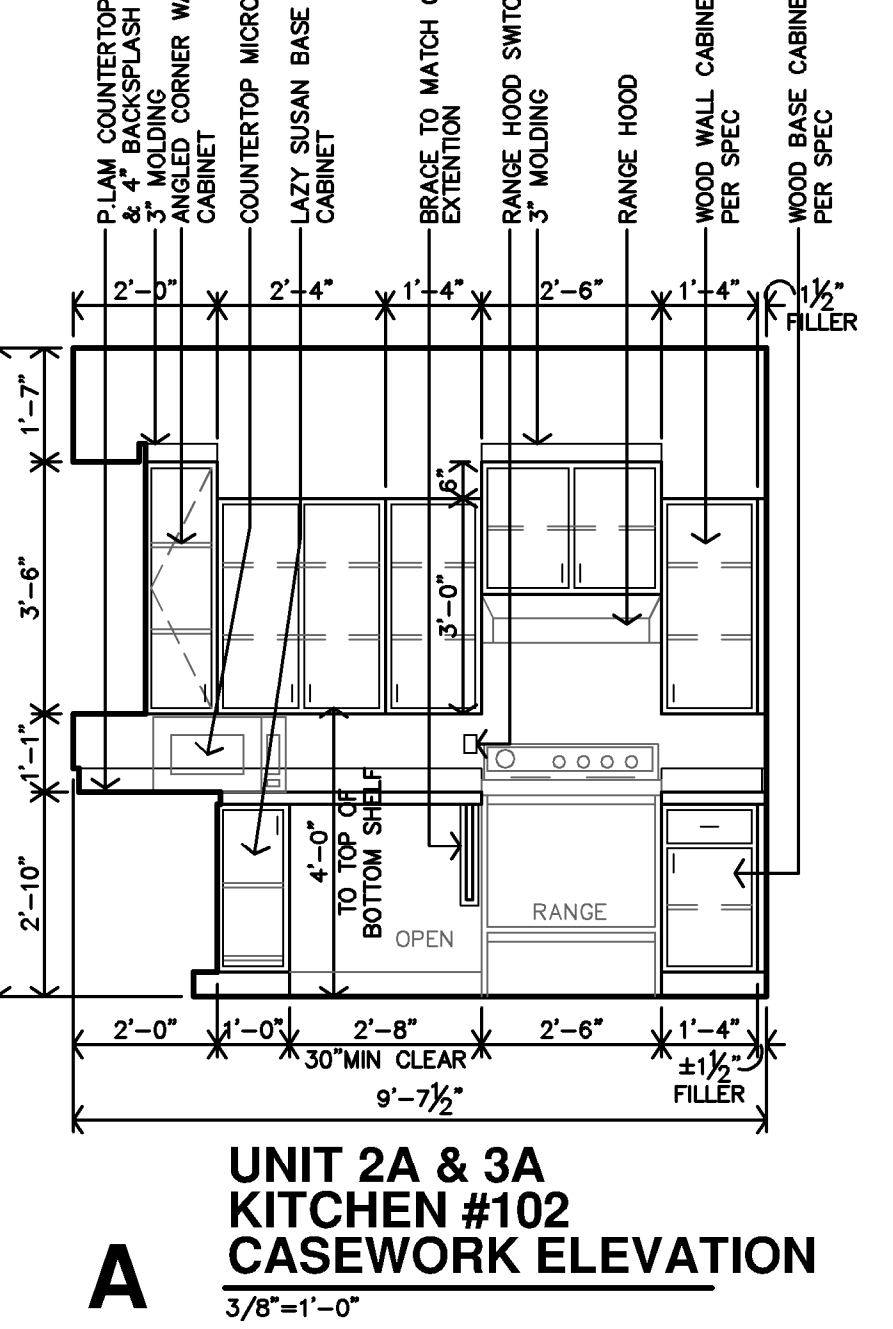 P.LAM COUNTERTOP
& 4" BACKSPLASH
3" MOLDING
ANGLED CORNER
CABINET
COUNTERTOP
LAZY SUSAN BASE
CABINET
BRACE TO MATCH
EXTENTION
RANGE HOOD
3" MOLDING
RANGE HOOD
WOOD WALL
PER SPEC
WOOD BASE
PER SPEC
2'-0" 2'-4" 1'-4" 2'-6" 1'-4" 1½"
FILLER
1'-7"
6"
3'-6"
3'-0"
1'-1"
2'-10"
4'-0"
TO TOP OF
BOTTOM SHELF
OPEN
RANGE
2'-0" 1'-0" 2'-8" 2'-6" 1'-4"
30"MIN CLEAR
±1½"
FILLER
9'-7½"
UNIT 2A & 3A
KITCHEN #102
CASEWORK ELEVATION
A
3/8"=1'-0"